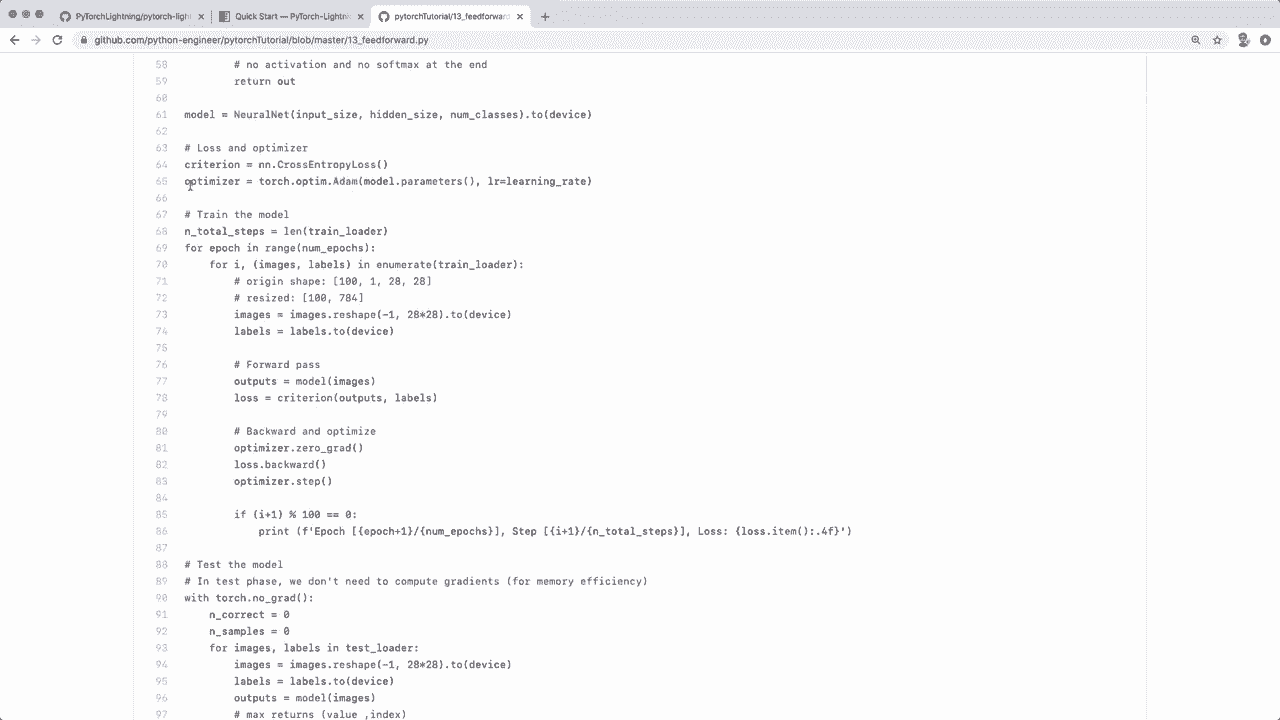 PyTorchLightning/pytorch-light
Quick Start — PyTorch-Lightn
pytorchTutorial/13_feedforward
github.com/python-engineer/pytorchTutorial/blob/master/13_feedforward.py
58 # no activation and no softmax at the end
59 return out
60
61 model = NeuralNet(input_size, hidden_size, num_classes).to(device)
62
63 # Loss and optimizer
64 criterion = nn.CrossEntropyLoss()
65 optimizer = torch.optim.Adam(model.parameters(), lr=learning_rate)
66
67 # Train the model
68 n_total_steps = len(train_loader)
69 for epoch in range(num_epochs):
70 for i, (images, labels) in enumerate(train_loader):
71 # origin shape: [100, 1, 28, 28]
72 # resized: [100, 784]
73 images = images.reshape(-1, 28*28).to(device)
74 labels = labels.to(device)
75
76 # Forward pass
77 outputs = model(images)
78 loss = criterion(outputs, labels)
79
80 # Backward and optimize
81 optimizer.zero_grad()
82 loss.backward()
83 optimizer.step()
84
85 if (i+1) % 100 == 0:
86 print (f'Epoch [{epoch+1}/{num_epochs}], Step [{i+1}/{n_total_steps}], Loss: {loss.item():.4f}')
87
88 # Test the model
89 # In test phase, we don't need to compute gradients (for memory efficiency)
90 with torch.no_grad():
91 n_correct = 0
92 n_samples = 0
93 for images, labels in test_loader:
94 images = images.reshape(-1, 28*28).to(device)
95 labels = labels.to(device)
96 outputs = model(images)
97 # max returns (value ,index)